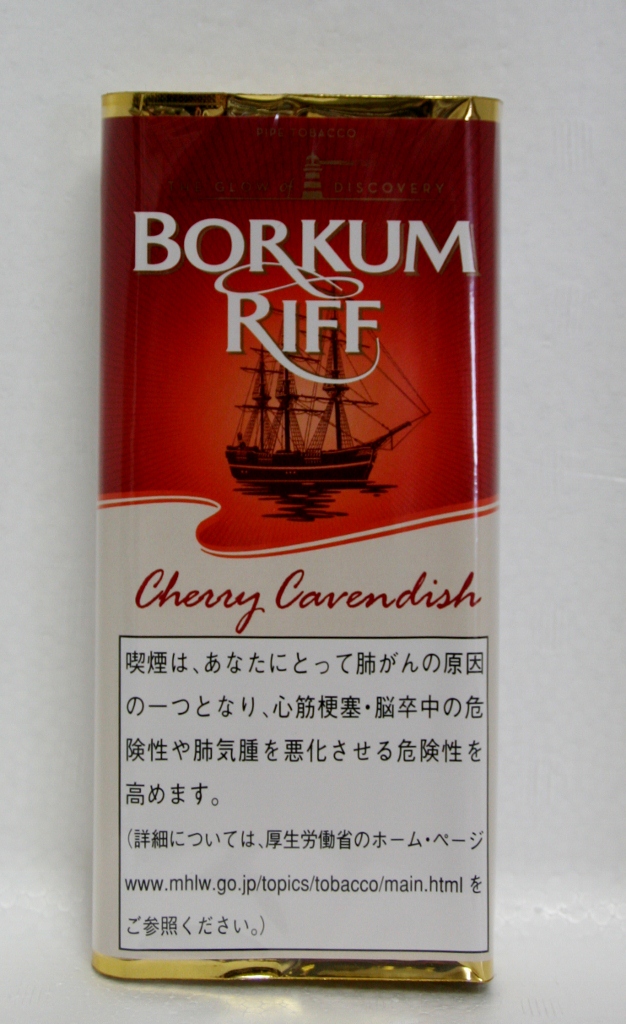 PIPE TOBACCO
THE GLOW of DISCOVERY
BORKUM
RIFF
Cherry Cavendish
喫煙は、あなたにとって肺がんの原因
の一つとなり、心筋梗塞・脳卒中の危
険性や肺気腫を悪化させる危険性を
高めます。
(詳細については、厚生労働省のホーム・ページ
www.mhlw.go.jp/topics/tobacco/main.html を
ご参照ください。)